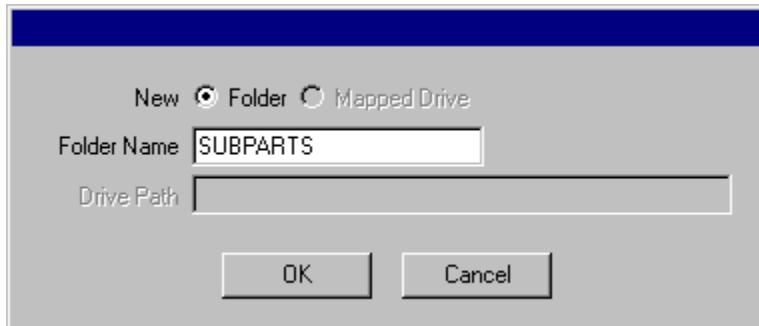 New Folder Mapped Drive
Folder Name SUBPARTS
Drive Path
OK Cancel